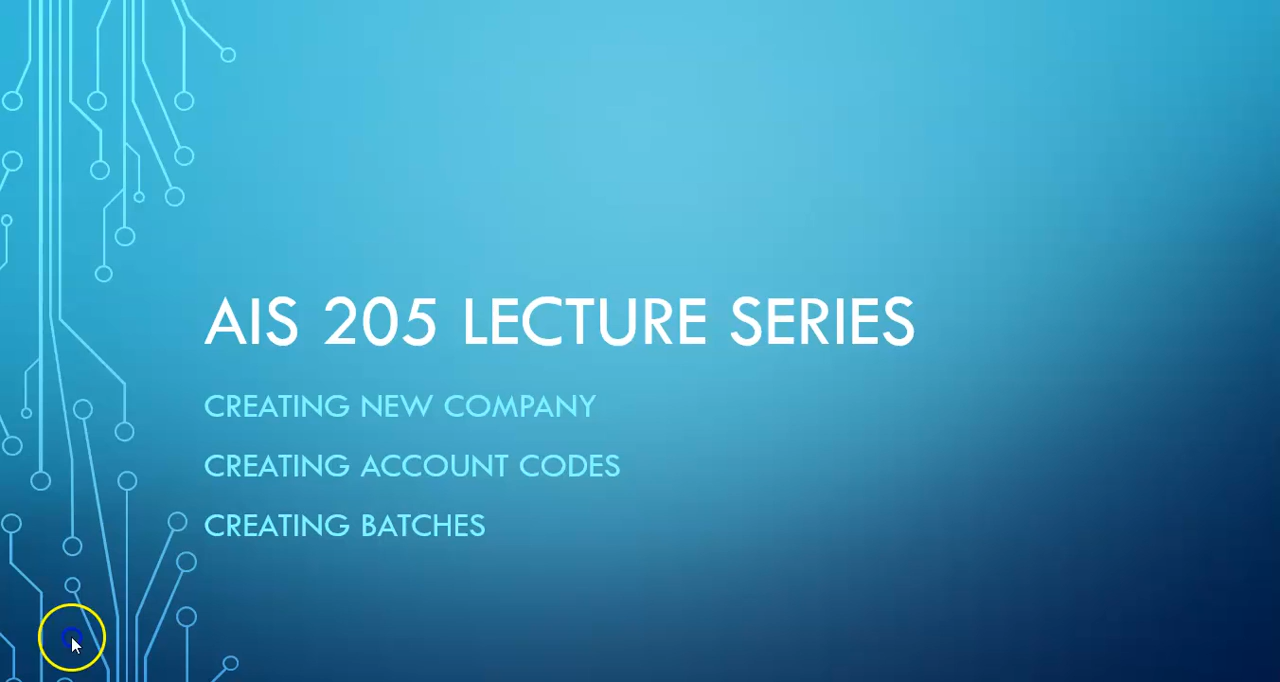 AIS 205 LECTURE SERIES
CREATING NEW COMPANY
CREATING ACCOUNT CODES
CREATING BATCHES